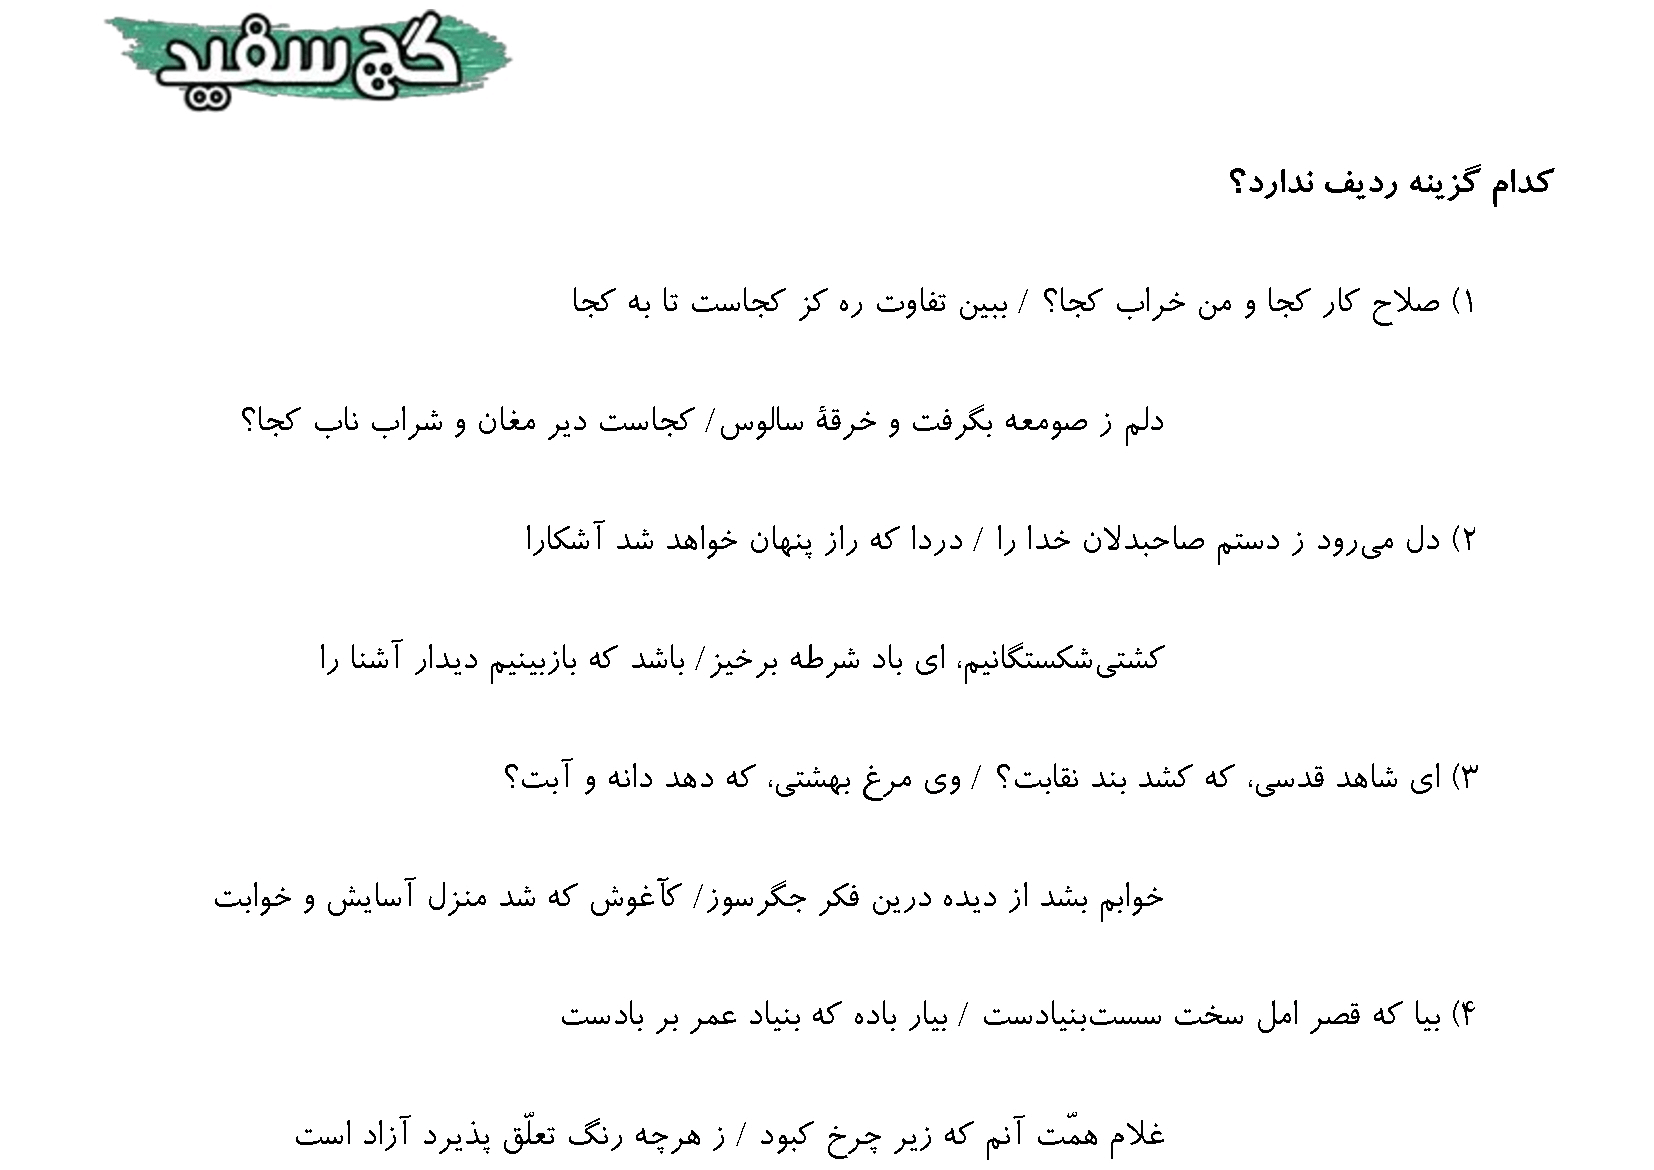 گچ سفید
کدام گزینه ردیف ندارد؟
۱) صلاح کار کجا و من خراب کجا؟ / ببین تفاوت ره کز کجاست تا به کجا
دلم ز صومعه بگرفت و خرقهٔ سالوس/ کجاست دیر مغان و شراب ناب کجا؟
۲) دل می‌رود ز دستم صاحبدلان خدا را / دردا که راز پنهان خواهد شد آشکارا
کشتی‌شکستگانیم، ای باد شرطه برخیز/ باشد که بازبینیم دیدار آشنا را
۳) ای شاهد قدسی، که کشد بند نقابت؟ / وی مرغ بهشتی، که دهد دانه و آبت؟
خوابم بشد از دیده درین فکر جگرسوز/ کآغوش که شد منزل آسایش و خوابت
۴) بیا که قصر امل سخت سست‌بنیادست / بیار باده که بنیاد عمر بر بادست
غلام همّت آنم که زیر چرخ کبود / ز هرچه رنگ تعلّق پذیرد آزاد است